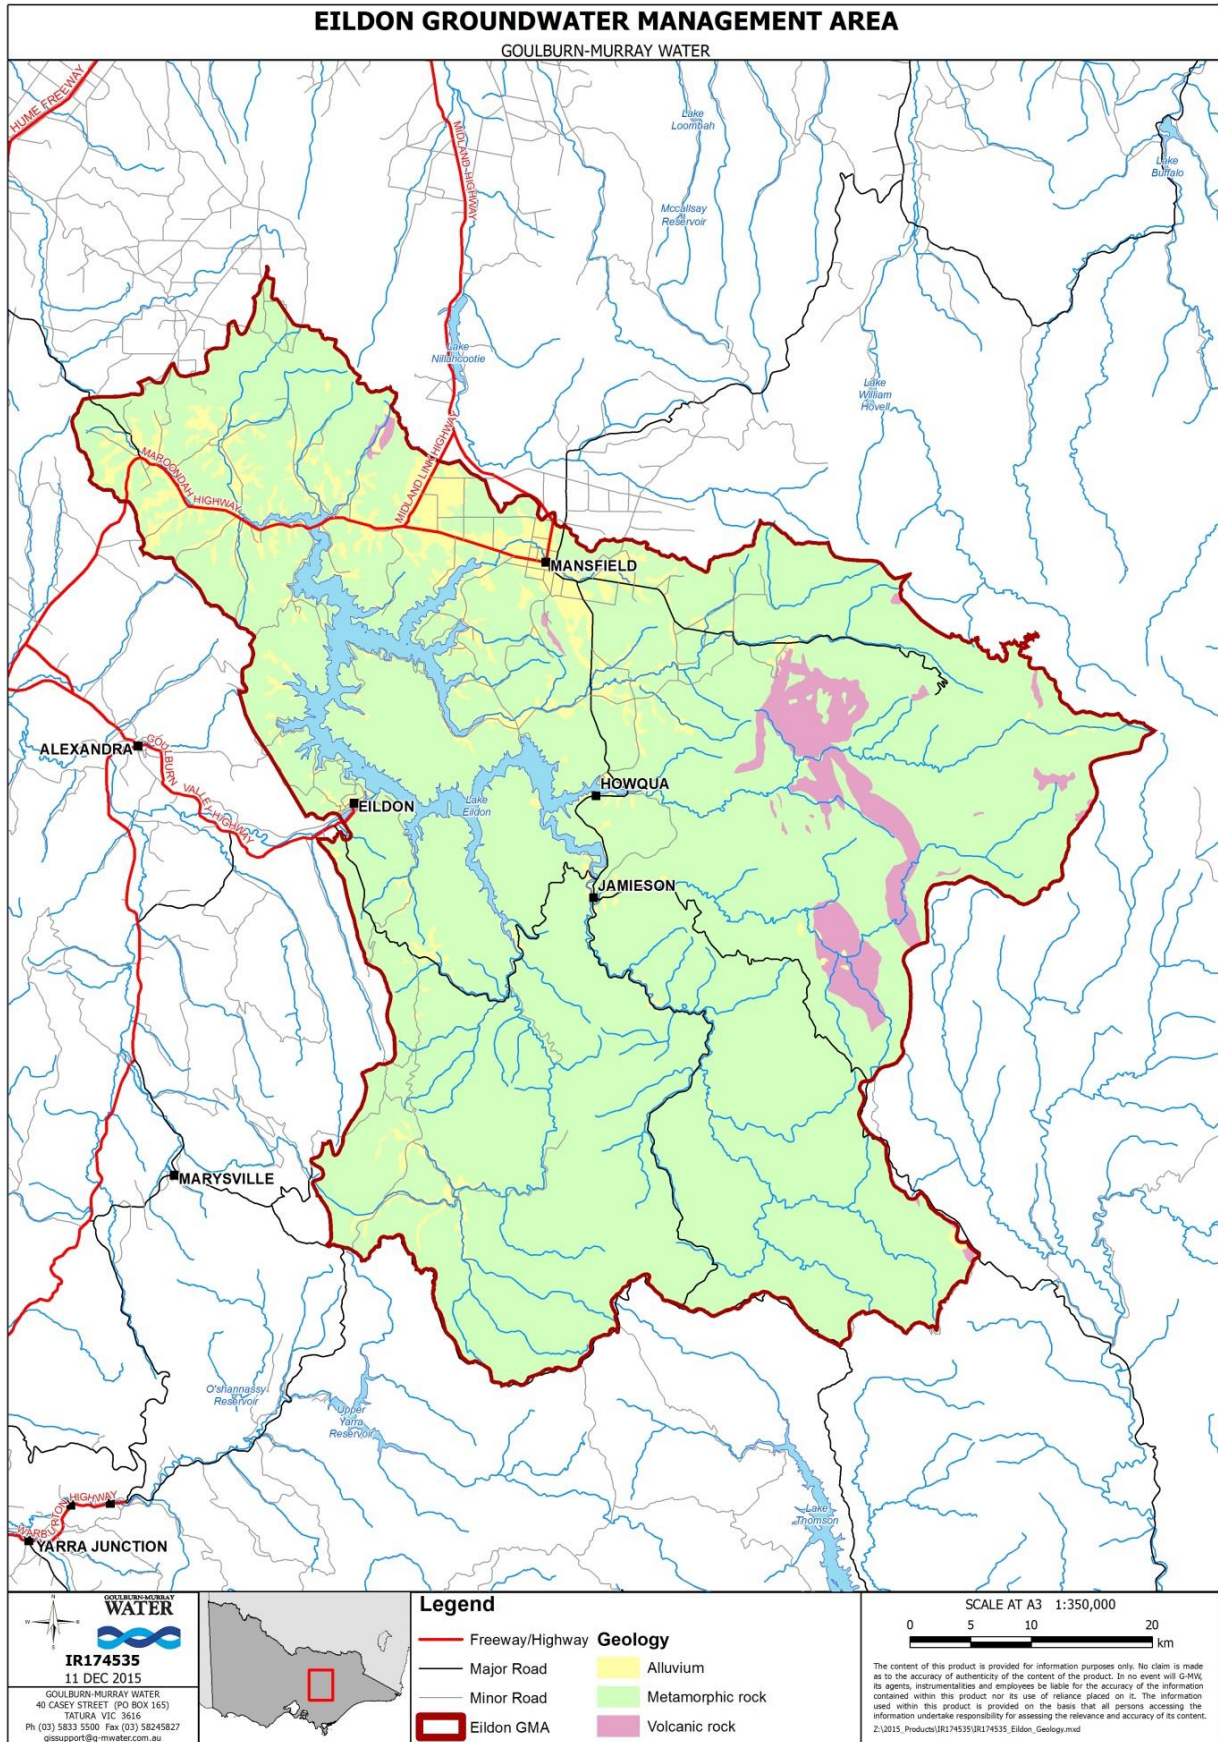 EILDON GROUNDWATER MANAGEMENT AREA
GOULBURN-MURRAY WATER
HUME FREEWAY
MIDLAND HIGHWAY
Lake
Loombah
Lake
Buffalo
Mccallsay
Reservoir
Lake
Nillahcootie
Lake
William
Hovell
MAROONDAH HIGHWAY
MIDLAND LINK HIGHWAY
MANSFIELD
ALEXANDRA
GOULBURN VALLEY HIGHWAY
EILDON
Lake
Eildon
HOWQUA
JAMIESON
MARYSVILLE
O'shannassy
Reservoir
Upper
Yarra
Reservoir
Lake
Thomson
WARBURTON HIGHWAY
YARRA JUNCTION
N
W
E
S
GOULBURN-MURRAY
WATER
IR174535
11 DEC 2015
GOULBURN-MURRAY WATER
40 CASEY STREET (PO BOX 165)
TATURA VIC 3616
Ph (03) 5833 5500 Fax (03) 58245827
gissupport@g-mwater.com.au
Legend
Freeway/Highway
Major Road
Minor Road
Eildon GMA
Geology
Alluvium
Metamorphic rock
Volcanic rock
SCALE AT A3 1:350,000
0 5 10 20
km
The content of this product is provided for information purposes only. No claim is made
as to the accuracy of authenticity of the content of the product. In no event will G-MW,
its agents, instrumentalities and employees be liable for the accuracy of the information
contained within this product nor its use of reliance placed on it. The information
used within this product is provided on the basis that all persons accessing the
information undertake responsibility for assessing the relevance and accuracy of its content.
Z:\2015_Products\IR174535\IR174535_Eildon_Geology.mxd